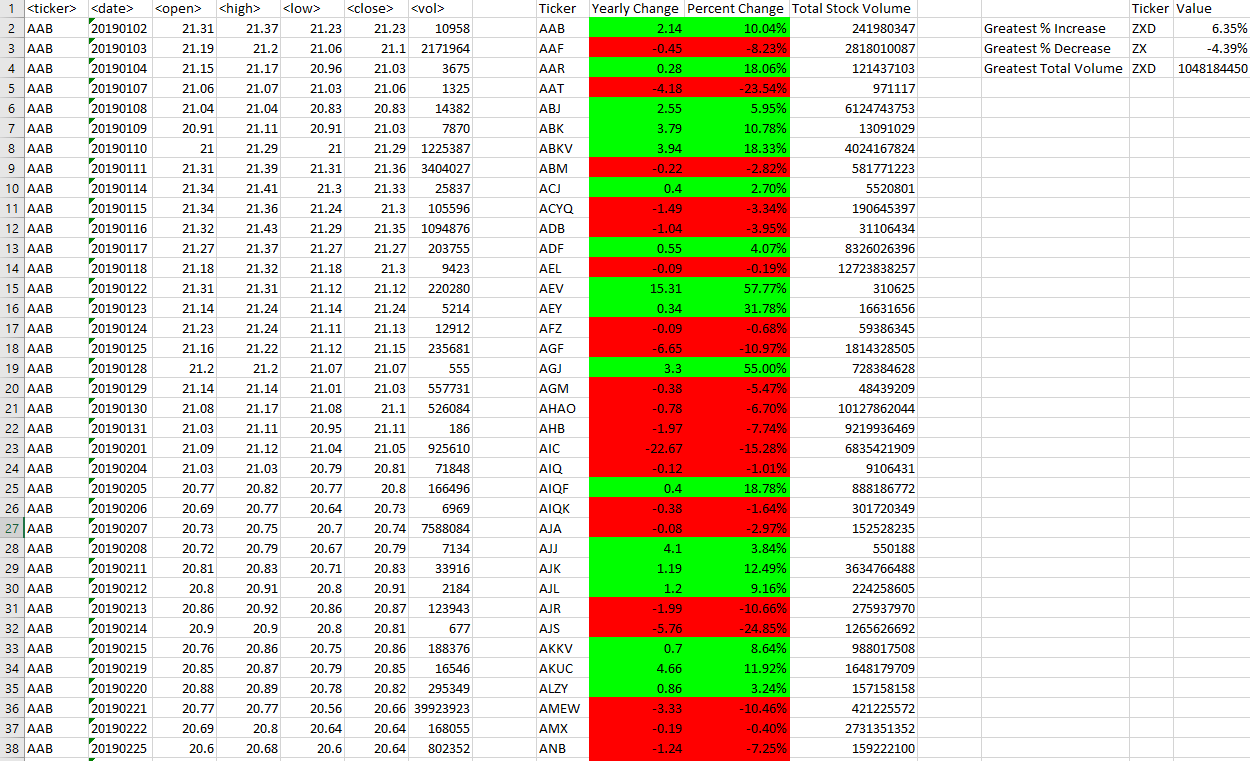 1 <ticker> <date> <open> <high> <low> <close> <vol> Ticker Yearly Change Percent Change Total Stock Volume Ticker Value
2 AAB 20190102 21.31 21.37 21.23 21.23 10958 AAB 2.14 10.04% 241980347 Greatest % Increase ZXD 6.35%
3 AAB 20190103 21.19 21.2 21.06 21.1 2171964 AAF -0.45 -8.23% 2818010087 Greatest % Decrease ZX -4.39%
4 AAB 20190104 21.15 21.17 20.96 21.03 3675 AAR 0.28 18.06% 121437103 Greatest Total Volume ZXD 1048184450
5 AAB 20190107 21.06 21.07 21.03 21.06 1325 AAT -4.18 -23.54% 971117
6 AAB 20190108 21.04 21.04 20.83 20.83 14382 ABJ 2.55 5.95% 6124743753
7 AAB 20190109 20.91 21.11 20.91 21.03 7870 ABK 3.79 10.78% 13091029
8 AAB 20190110 21 21.29 21 21.29 1225387 ABKV 3.94 18.33% 4024167824
9 AAB 20190111 21.31 21.39 21.31 21.36 3404027 ABM -0.22 -2.82% 581771223
10 AAB 20190114 21.34 21.41 21.3 21.33 25837 ACJ 0.4 2.70% 5520801
11 AAB 20190115 21.34 21.36 21.24 21.3 105596 ACYQ -1.49 -3.34% 190645397
12 AAB 20190116 21.32 21.43 21.29 21.35 1094876 ADB -1.04 -3.95% 31106434
13 AAB 20190117 21.27 21.37 21.27 21.27 203755 ADF 0.55 4.07% 8326026396
14 AAB 20190118 21.18 21.32 21.18 21.3 9423 AEL -0.09 -0.19% 12723838257
15 AAB 20190122 21.31 21.31 21.12 21.12 220280 AEV 15.31 57.77% 310625
16 AAB 20190123 21.14 21.24 21.14 21.24 5214 AEY 0.34 31.78% 16631656
17 AAB 20190124 21.23 21.24 21.11 21.13 12912 AFZ -0.09 -0.68% 59386345
18 AAB 20190125 21.16 21.22 21.12 21.15 235681 AGF -6.65 -10.97% 1814328505
19 AAB 20190128 21.2 21.2 21.07 21.07 555 AGJ 3.3 55.00% 728384628
20 AAB 20190129 21.14 21.14 21.01 21.03 557731 AGM -0.38 -5.47% 48439209
21 AAB 20190130 21.08 21.17 21.08 21.1 526084 AHAO -0.78 -6.70% 10127862044
22 AAB 20190131 21.03 21.11 20.95 21.11 186 AHB -1.97 -7.74% 9219936469
23 AAB 20190201 21.09 21.12 21.04 21.05 925610 AIC -22.67 -15.28% 6835421909
24 AAB 20190204 21.03 21.03 20.79 20.81 71848 AIQ -0.12 -1.01% 9106431
25 AAB 20190205 20.77 20.82 20.77 20.8 166496 AIQF 0.4 18.78% 888186772
26 AAB 20190206 20.69 20.77 20.64 20.73 6969 AIQK -0.38 -1.64% 301720349
27 AAB 20190207 20.73 20.75 20.7 20.74 7588084 AJA -0.08 -2.97% 152528235
28 AAB 20190208 20.72 20.79 20.67 20.79 7134 AJJ 4.1 3.84% 550188
29 AAB 20190211 20.81 20.83 20.71 20.83 33916 AJK 1.19 12.49% 3634766488
30 AAB 20190212 20.8 20.91 20.8 20.91 2184 AJL 1.2 9.16% 224258605
31 AAB 20190213 20.86 20.92 20.86 20.87 123943 AJR -1.99 -10.66% 275937970
32 AAB 20190214 20.9 20.9 20.8 20.81 677 AJS -5.76 -24.85% 1265626692
33 AAB 20190215 20.76 20.86 20.75 20.86 188376 AKKV 0.7 8.64% 988017508
34 AAB 20190219 20.85 20.87 20.79 20.85 16546 AKUC 4.66 11.92% 1648179709
35 AAB 20190220 20.88 20.89 20.78 20.82 295349 ALZY 0.86 3.24% 157158158
36 AAB 20190221 20.77 20.77 20.56 20.66 39923923 AMEW -3.33 -10.46% 421225572
37 AAB 20190222 20.69 20.8 20.64 20.64 168055 AMX -0.19 -0.40% 2731351352
38 AAB 20190225 20.6 20.68 20.6 20.64 802352 ANB -1.24 -7.25% 159222100